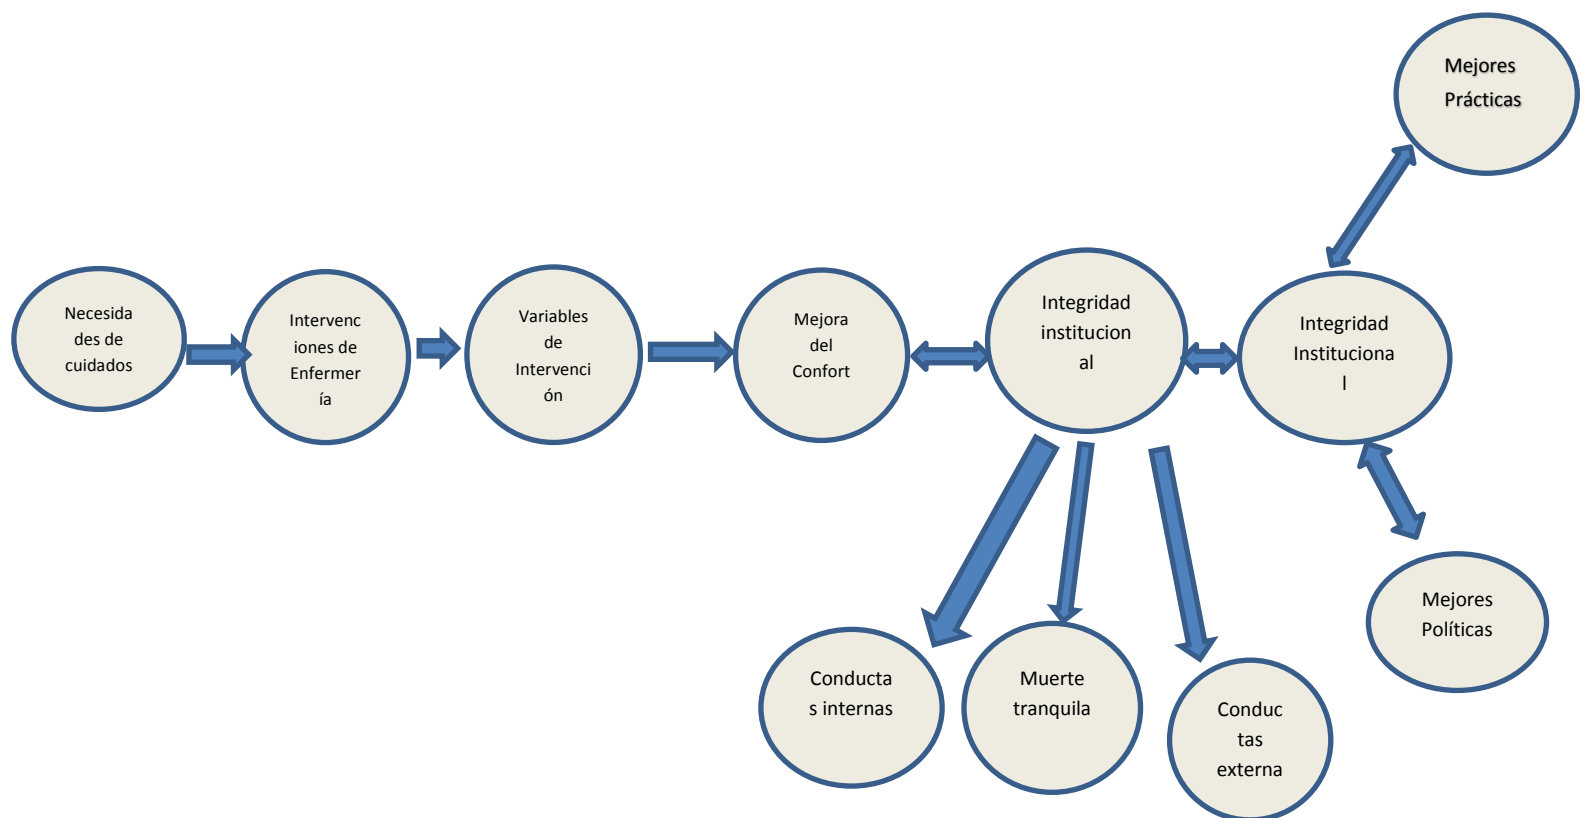 Mejores
Prácticas
Necesida
des de
cuidados
Intervenc
iones de
Enfermer
ía
Variables
de
Intervenci
ón
Mejora
del
Confort
Integridad
institucion
al
Integridad
Instituciona
l
Mejores
Políticas
Conducta
s internas
Muerte
tranquila
Conduc
tas
externa